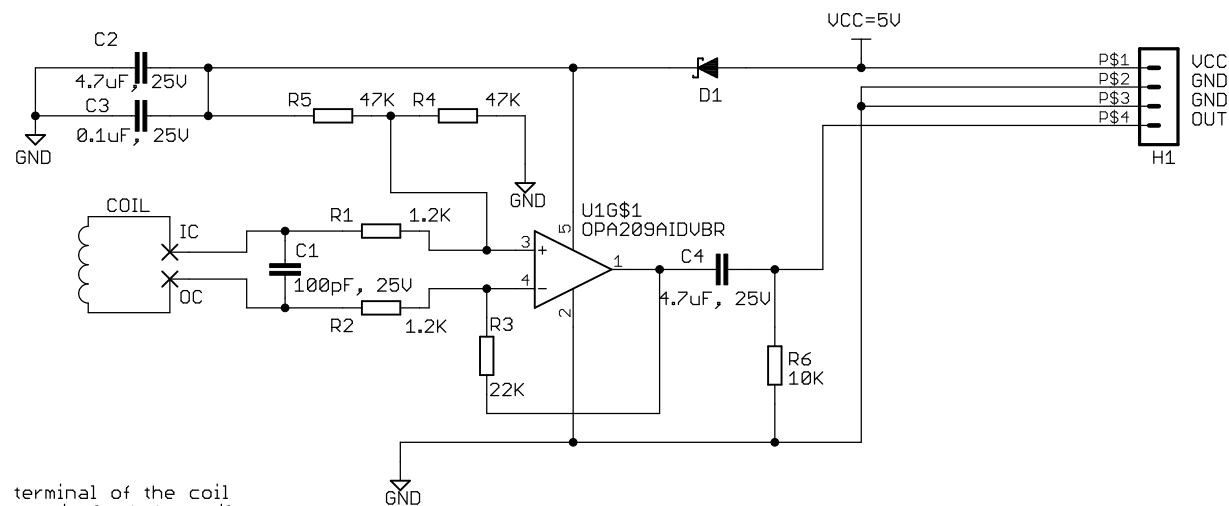 VCC=5V
C2
4.7uF, 25V
C3
0.1uF, 25V
GND
R5 47K
R4 47K
GND
D1
P$1 VCC
P$2 GND
P$3 GND
P$4 OUT
H1
COIL
IC
OC
R1 1.2K
C1
100pF, 25V
R2 1.2K
U1G$1
OPA209AIDVBR
5
3 +
4 -
1
2
R3
22K
C4
4.7uF, 25V
R6
10K
GND
terminal of the coil